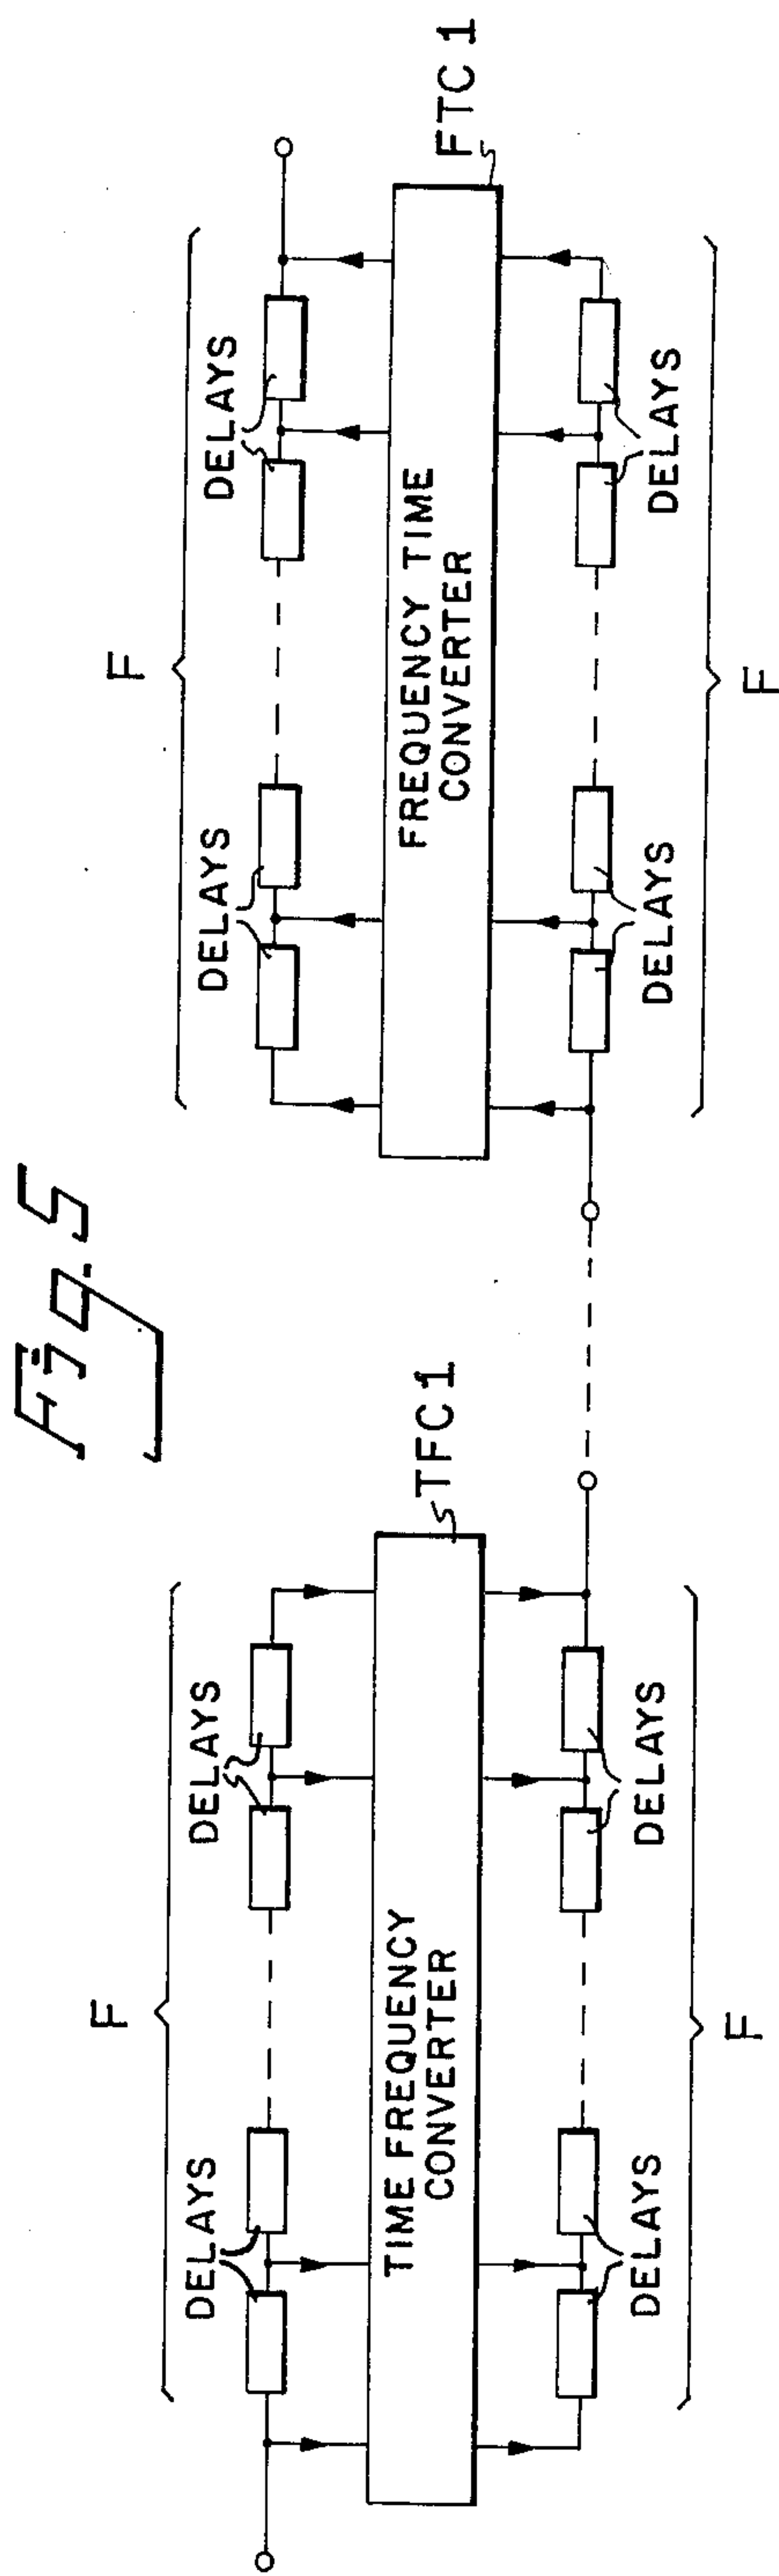 Fig. 5
F
DELAYS
DELAYS
TIME FREQUENCY
CONVERTER
TFC 1
DELAYS
DELAYS
F
F
DELAYS
DELAYS
FREQUENCY TIME
CONVERTER
FTC 1
DELAYS
DELAYS
F